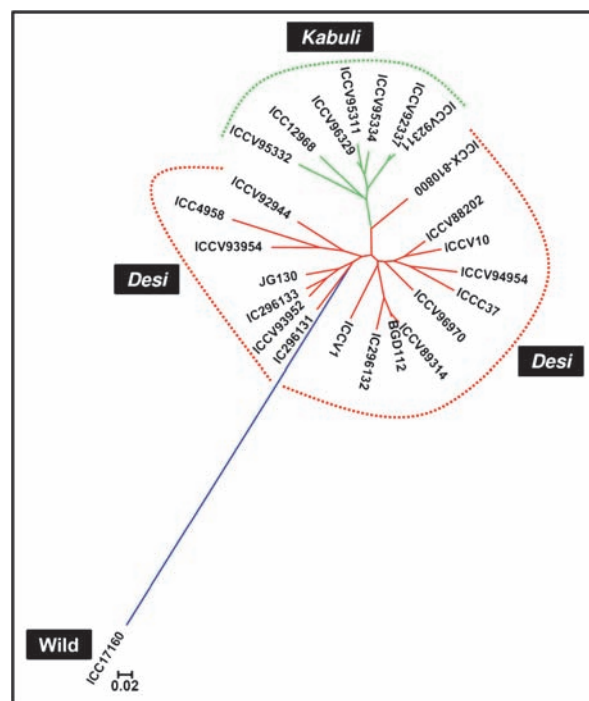 Kabuli
ICCV95311
ICCV95334
ICCV92337
ICCV92311
ICCV96329
ICC12968
ICCV95332
ICCX-810800
ICCV92944
ICC4958
ICCV88202
ICCV10
ICCV93954
ICCV94954
Desi
JG130
ICCC37
IC296133
ICCV96970
ICCV93952
IC296131
ICCV1
IC296132
BGD112
ICCV89314
Desi
Wild
ICC17160
0.02